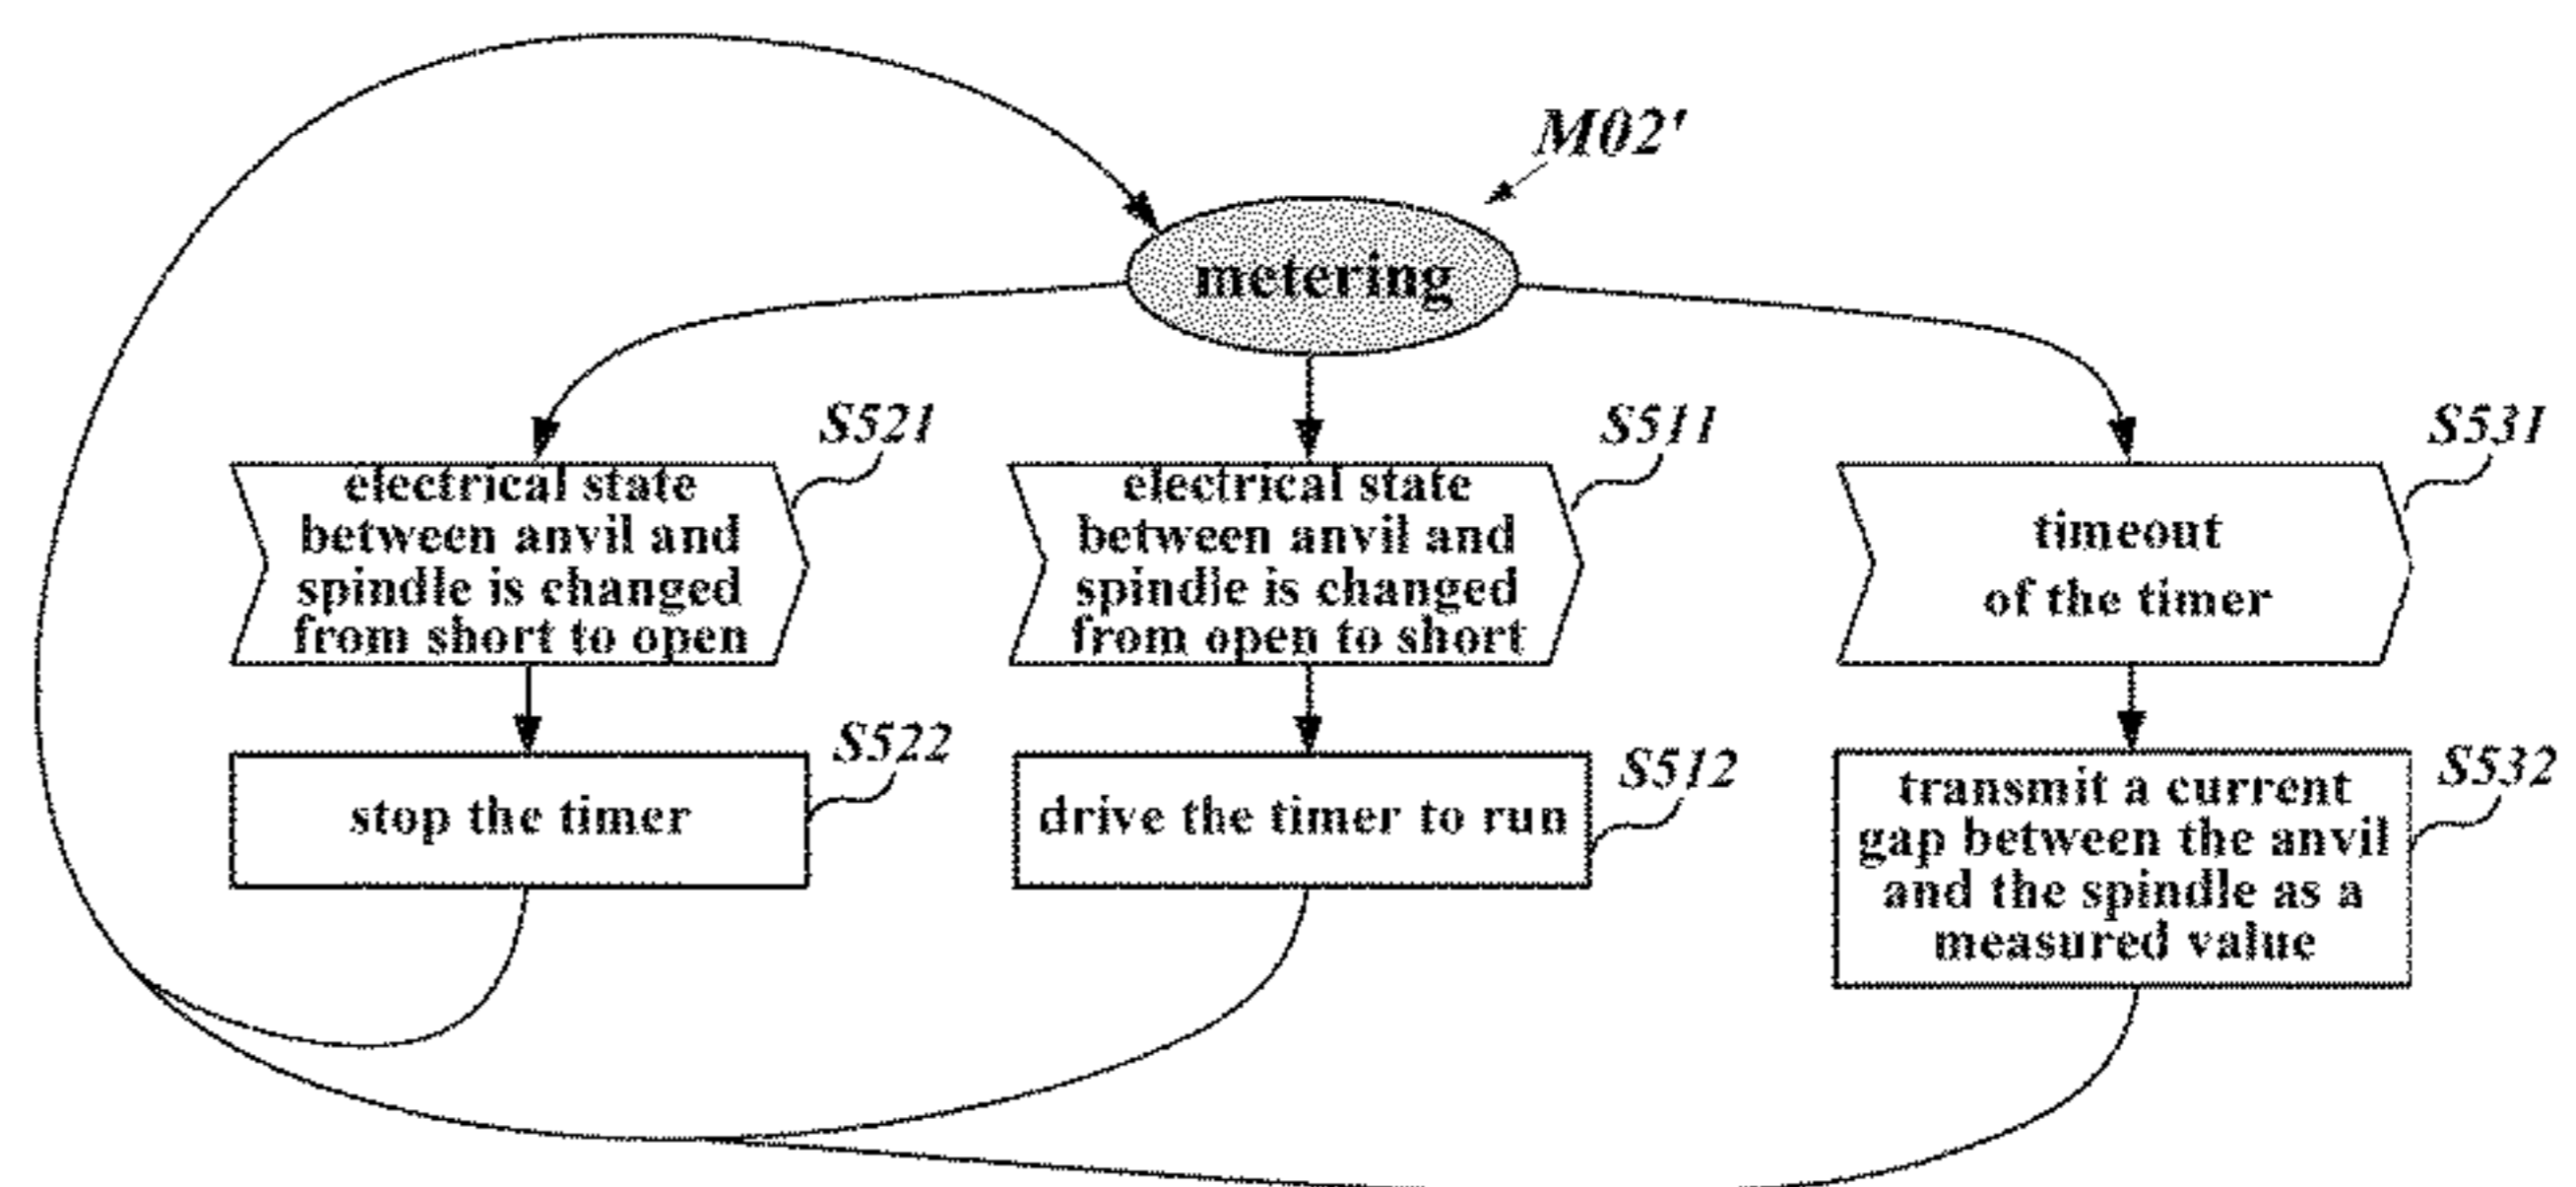 M02'
metering
S521
electrical state
between anvil and
spindle is changed
from short to open
S511
electrical state
between anvil and
spindle is changed
from open to short
S531
timeout
of the timer
S522
stop the timer
S512
drive the timer to run
S532
transmit a current
gap between the anvil
and the spindle as a
measured value